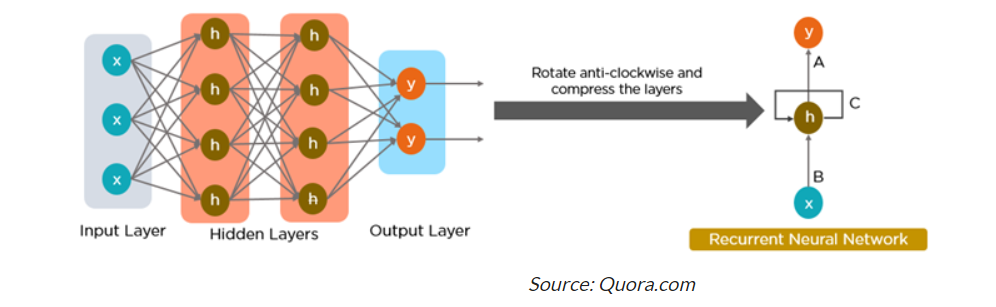 x
x
x
h
h
h
h
h
h
h
h
y
y
Input Layer
Hidden Layers
Output Layer
Rotate anti-clockwise and
compress the layers
y
A
h
C
B
x
Recurrent Neural Network
Source: Quora.com